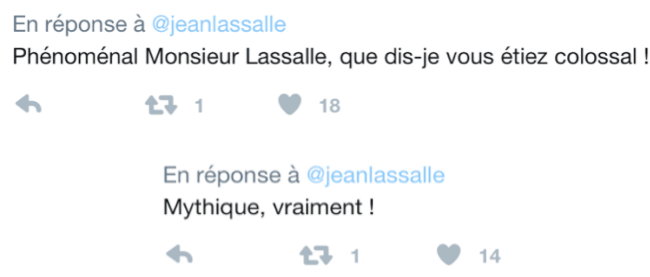 En réponse à @jeanlassalle
Phénoménal Monsieur Lassalle, que dis-je vous étiez colossal !
1 18
En réponse à @jeanlassalle
Mythique, vraiment !
1 14